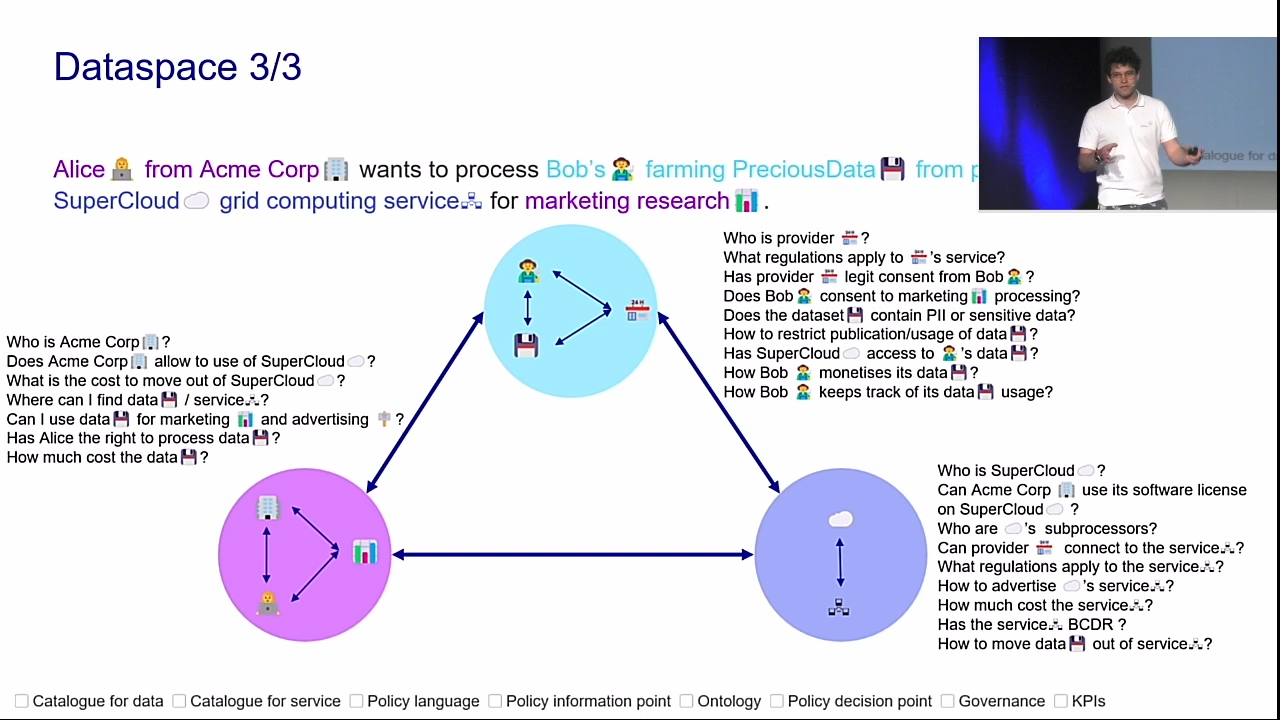 Dataspace 3/3
Alice from Acme Corp wants to process Bob's farming PreciousData from
SuperCloud grid computing service for marketing research .
alogue for d
Who is provider ?
What regulations apply to 's service?
Has provider legit consent from Bob ?
Does Bob consent to marketing processing?
Does the dataset contain PII or sensitive data?
How to restrict publication/usage of data ?
Has SuperCloud access to 's data ?
How Bob monetises its data ?
How Bob keeps track of its data usage?
Who is Acme Corp ?
Does Acme Corp allow to use of SuperCloud ?
What is the cost to move out of SuperCloud ?
Where can I find data / service ?
Can I use data for marketing and advertising ?
Has Alice the right to process data ?
How much cost the data ?
Who is SuperCloud ?
Can Acme Corp use its software license
on SuperCloud ?
Who are 's subprocessors?
Can provider connect to the service ?
What regulations apply to the service ?
How to advertise 's service ?
How much cost the service ?
Has the service BCDR ?
How to move data out of service ?
Catalogue for data Catalogue for service Policy language Policy information point Ontology Policy decision point Governance KPIs